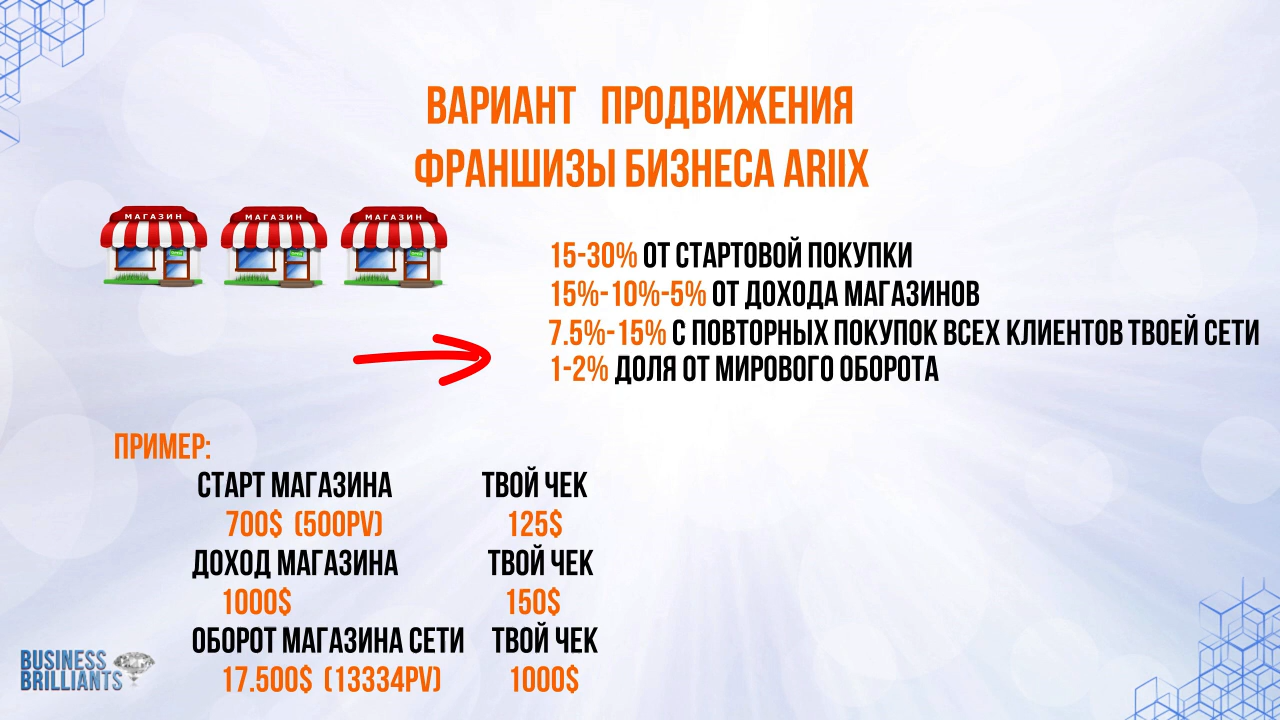 ВАРИАНТ ПРОДВИЖЕНИЯ
ФРАНШИЗЫ БИЗНЕСА ARIIX
МАГАЗИН МАГАЗИН МАГАЗИН
15-30% ОТ СТАРТОВОЙ ПОКУПКИ
15%-10%-5% ОТ ДОХОДА МАГАЗИНОВ
7.5%-15% С ПОВТОРНЫХ ПОКУПОК ВСЕХ КЛИЕНТОВ ТВОЕЙ СЕТИ
1-2% ДОЛЯ ОТ МИРОВОГО ОБОРОТА
ПРИМЕР:
СТАРТ МАГАЗИНА ТВОЙ ЧЕК
700$ (500PV) 125$
ДОХОД МАГАЗИНА ТВОЙ ЧЕК
1000$ 150$
ОБОРОТ МАГАЗИНА СЕТИ ТВОЙ ЧЕК
17.500$ (13334PV) 1000$
BUSINESS
BRILLIANTS